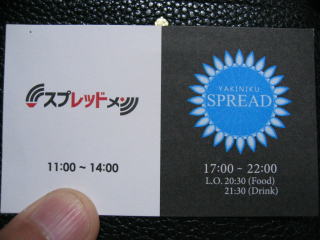 スプレッドメン
11:00 ~ 14:00
YAKINIKU
SPREAD
17:00 - 22:00
L.O. 20:30 (Food)
21:30 (Drink)